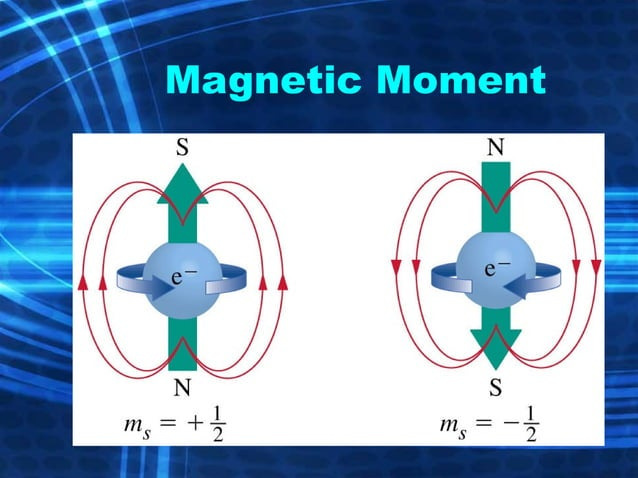 Magnetic Moment
S N
e− e−
N S
mₛ = + 1/2 mₛ = − 1/2